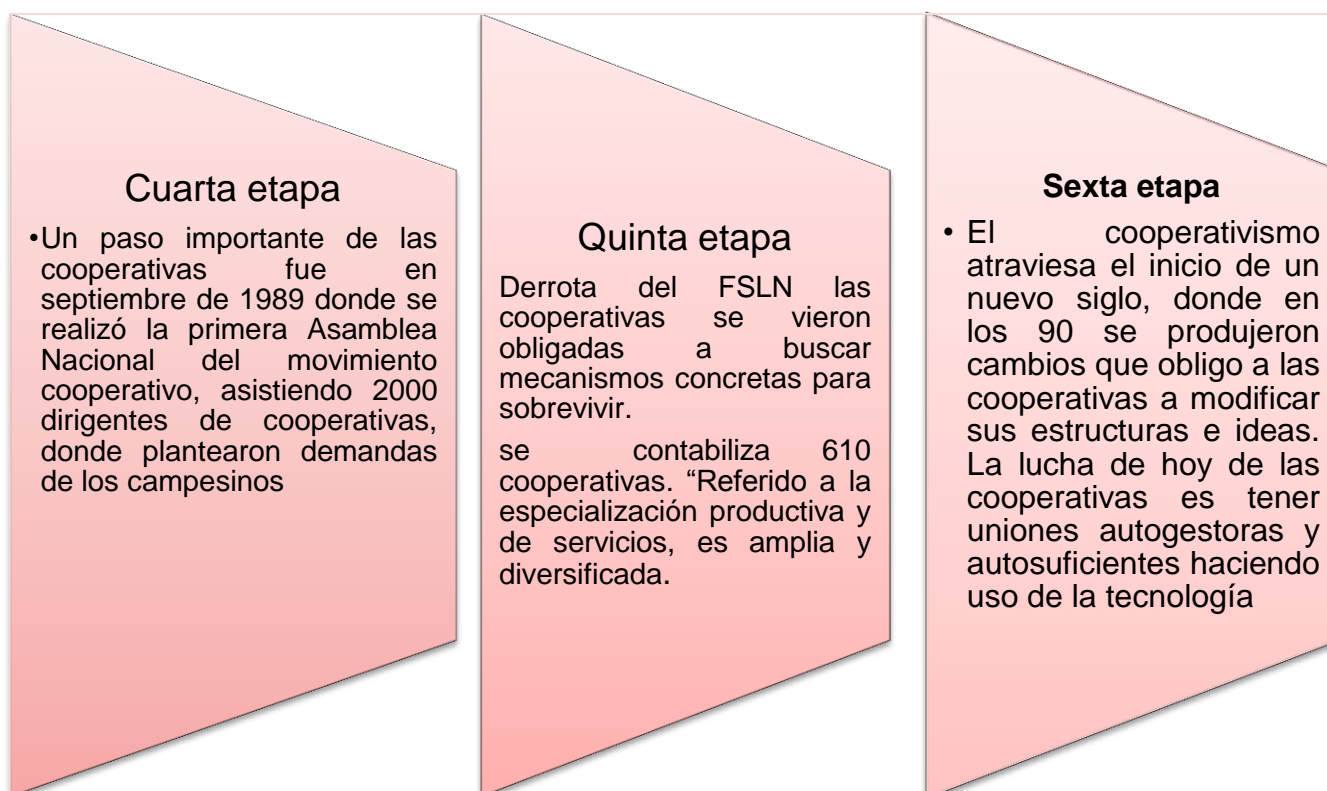 Cuarta etapa
•Un paso importante de las
cooperativas fue en
septiembre de 1989 donde se
realizó la primera Asamblea
Nacional del movimiento
cooperativo, asistiendo 2000
dirigentes de cooperativas,
donde plantearon demandas
de los campesinos
Quinta etapa
Derrota del FSLN las
cooperativas se vieron
obligadas a buscar
mecanismos concretas para
sobrevivir.
se contabiliza 610
cooperativas. “Referido a la
especialización productiva y
de servicios, es amplia y
diversificada.
Sexta etapa
• El cooperativismo
atraviesa el inicio de un
nuevo siglo, donde en
los 90 se produjeron
cambios que obligo a las
cooperativas a modificar
sus estructuras e ideas.
La lucha de hoy de las
cooperativas es tener
uniones autogestoras y
autosuficientes haciendo
uso de la tecnología